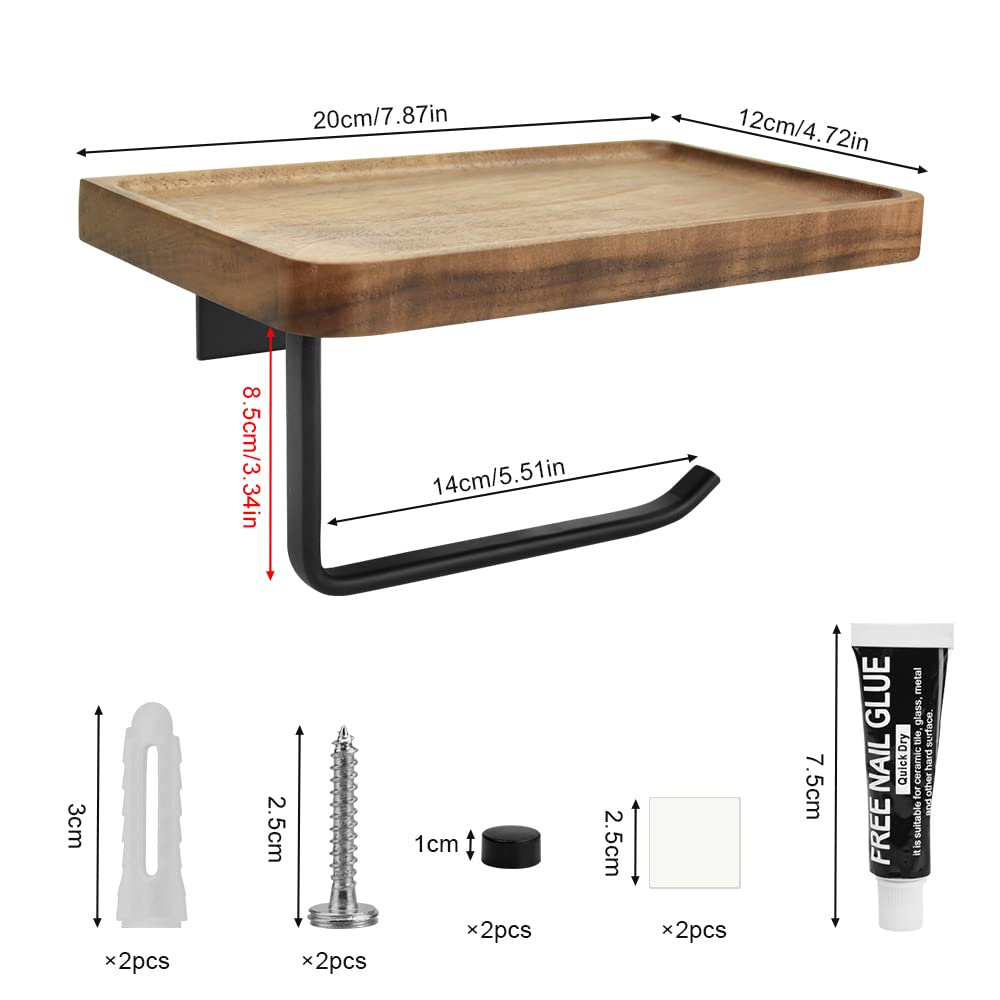 20cm/7.87in
12cm/4.72in
8.5cm/3.34in
14cm/5.51in
3cm
×2pcs
2.5cm
×2pcs
1cm
×2pcs
2.5cm
×2pcs
7.5cm
FREE NAIL GLUE
Quick Dry
it is suitable for ceramic tile, glass, metal
and other hard surface.